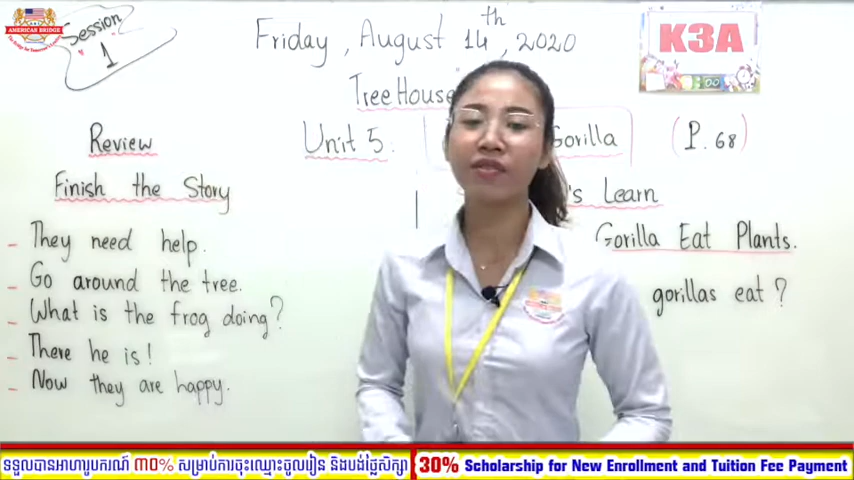 AMERICAN BRIDGE
Session
1
Friday, August 14th, 2020
K3A
TreeHouse
Review
Unit 5.
Gorilla
(P.68)
Finish the Story
's Learn
- They need help.
Gorilla Eat Plants.
- Go around the tree.
gorillas eat?
- What is the frog doing?
- There he is!
- Now they are happy.
ទទួលបានអាហារូបករណ៍ ៣០% សម្រាប់ការចុះឈ្មោះចូលរៀន និងបង់ថ្លៃសិក្សា
30% Scholarship for New Enrollment and Tuition Fee Payment